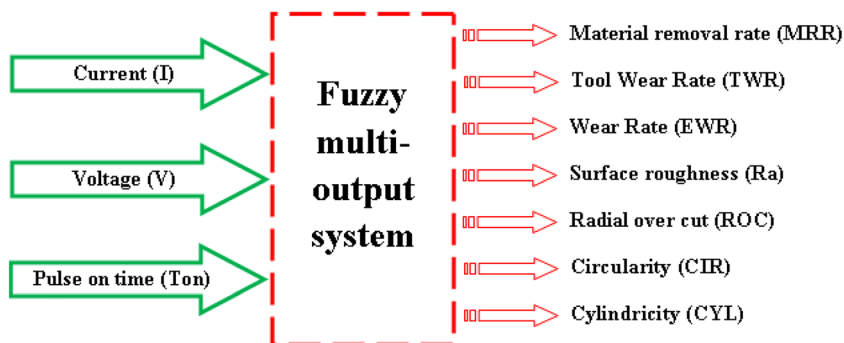 Current (I)
Voltage (V)
Pulse on time (Ton)
Fuzzy
multi-
output
system
Material removal rate (MRR)
Tool Wear Rate (TWR)
Wear Rate (EWR)
Surface roughness (Ra)
Radial over cut (ROC)
Circularity (CIR)
Cylindricity (CYL)